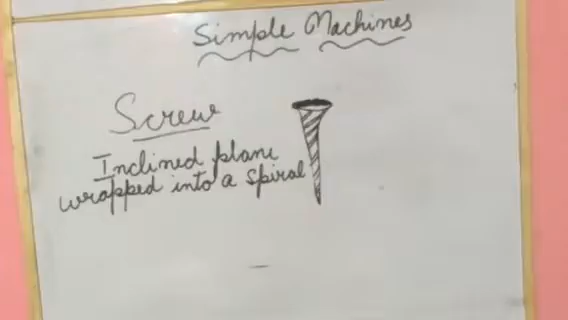 Simple Machines
Screw
Inclined plane
wrapped into a spiral